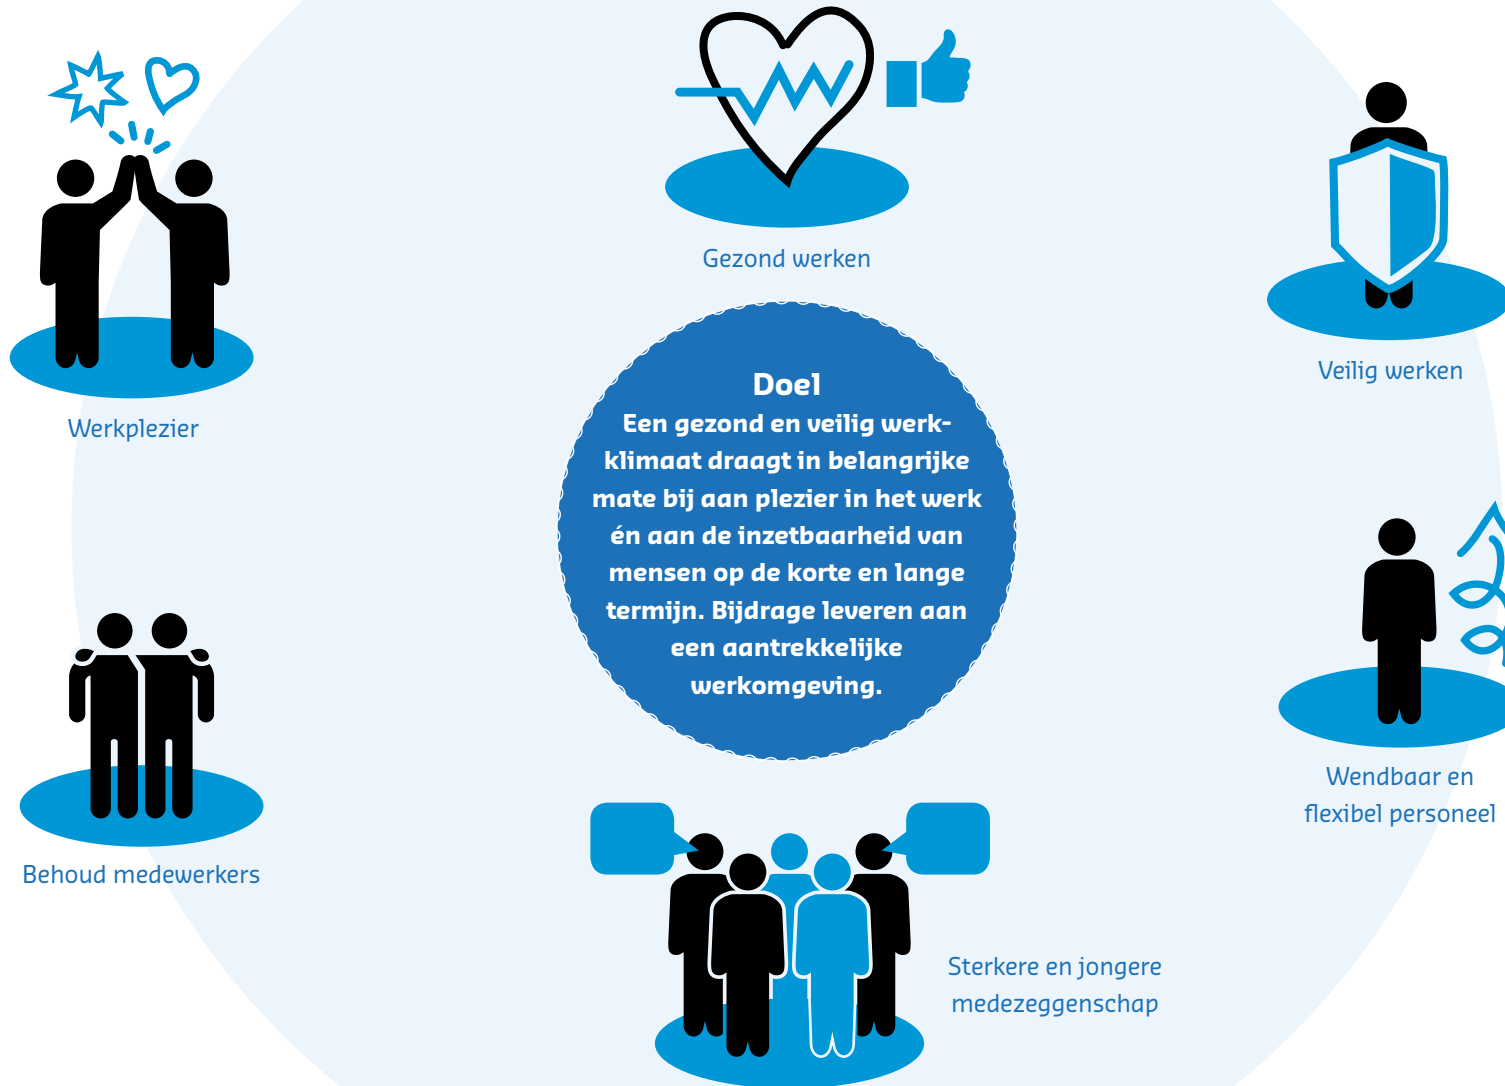 Gezond werken
Veilig werken
Werkplezier
Doel
Een gezond en veilig werk-
klimaat draagt in belangrijke
mate bij aan plezier in het werk
én aan de inzetbaarheid van
mensen op de korte en lange
termijn. Bijdrage leveren aan
een aantrekkelijke
werkomgeving.
Wendbaar en
flexibel personeel
Behoud medewerkers
Sterkere en jongere
medezeggenschap